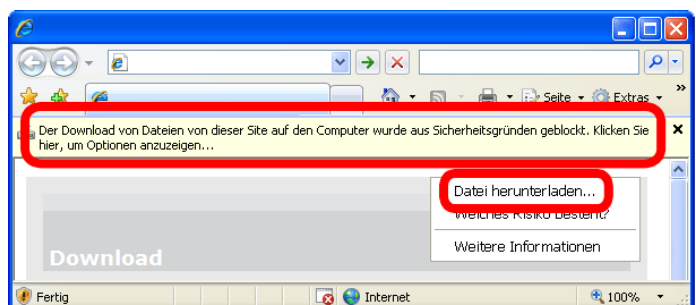 Seite
Extras
»
Der Download von Dateien von dieser Site auf den Computer wurde aus Sicherheitsgründen geblockt. Klicken Sie
hier, um Optionen anzuzeigen...
Datei herunterladen...
Welches Risiko besteht?
Weitere Informationen
Download
Fertig
Internet
100%